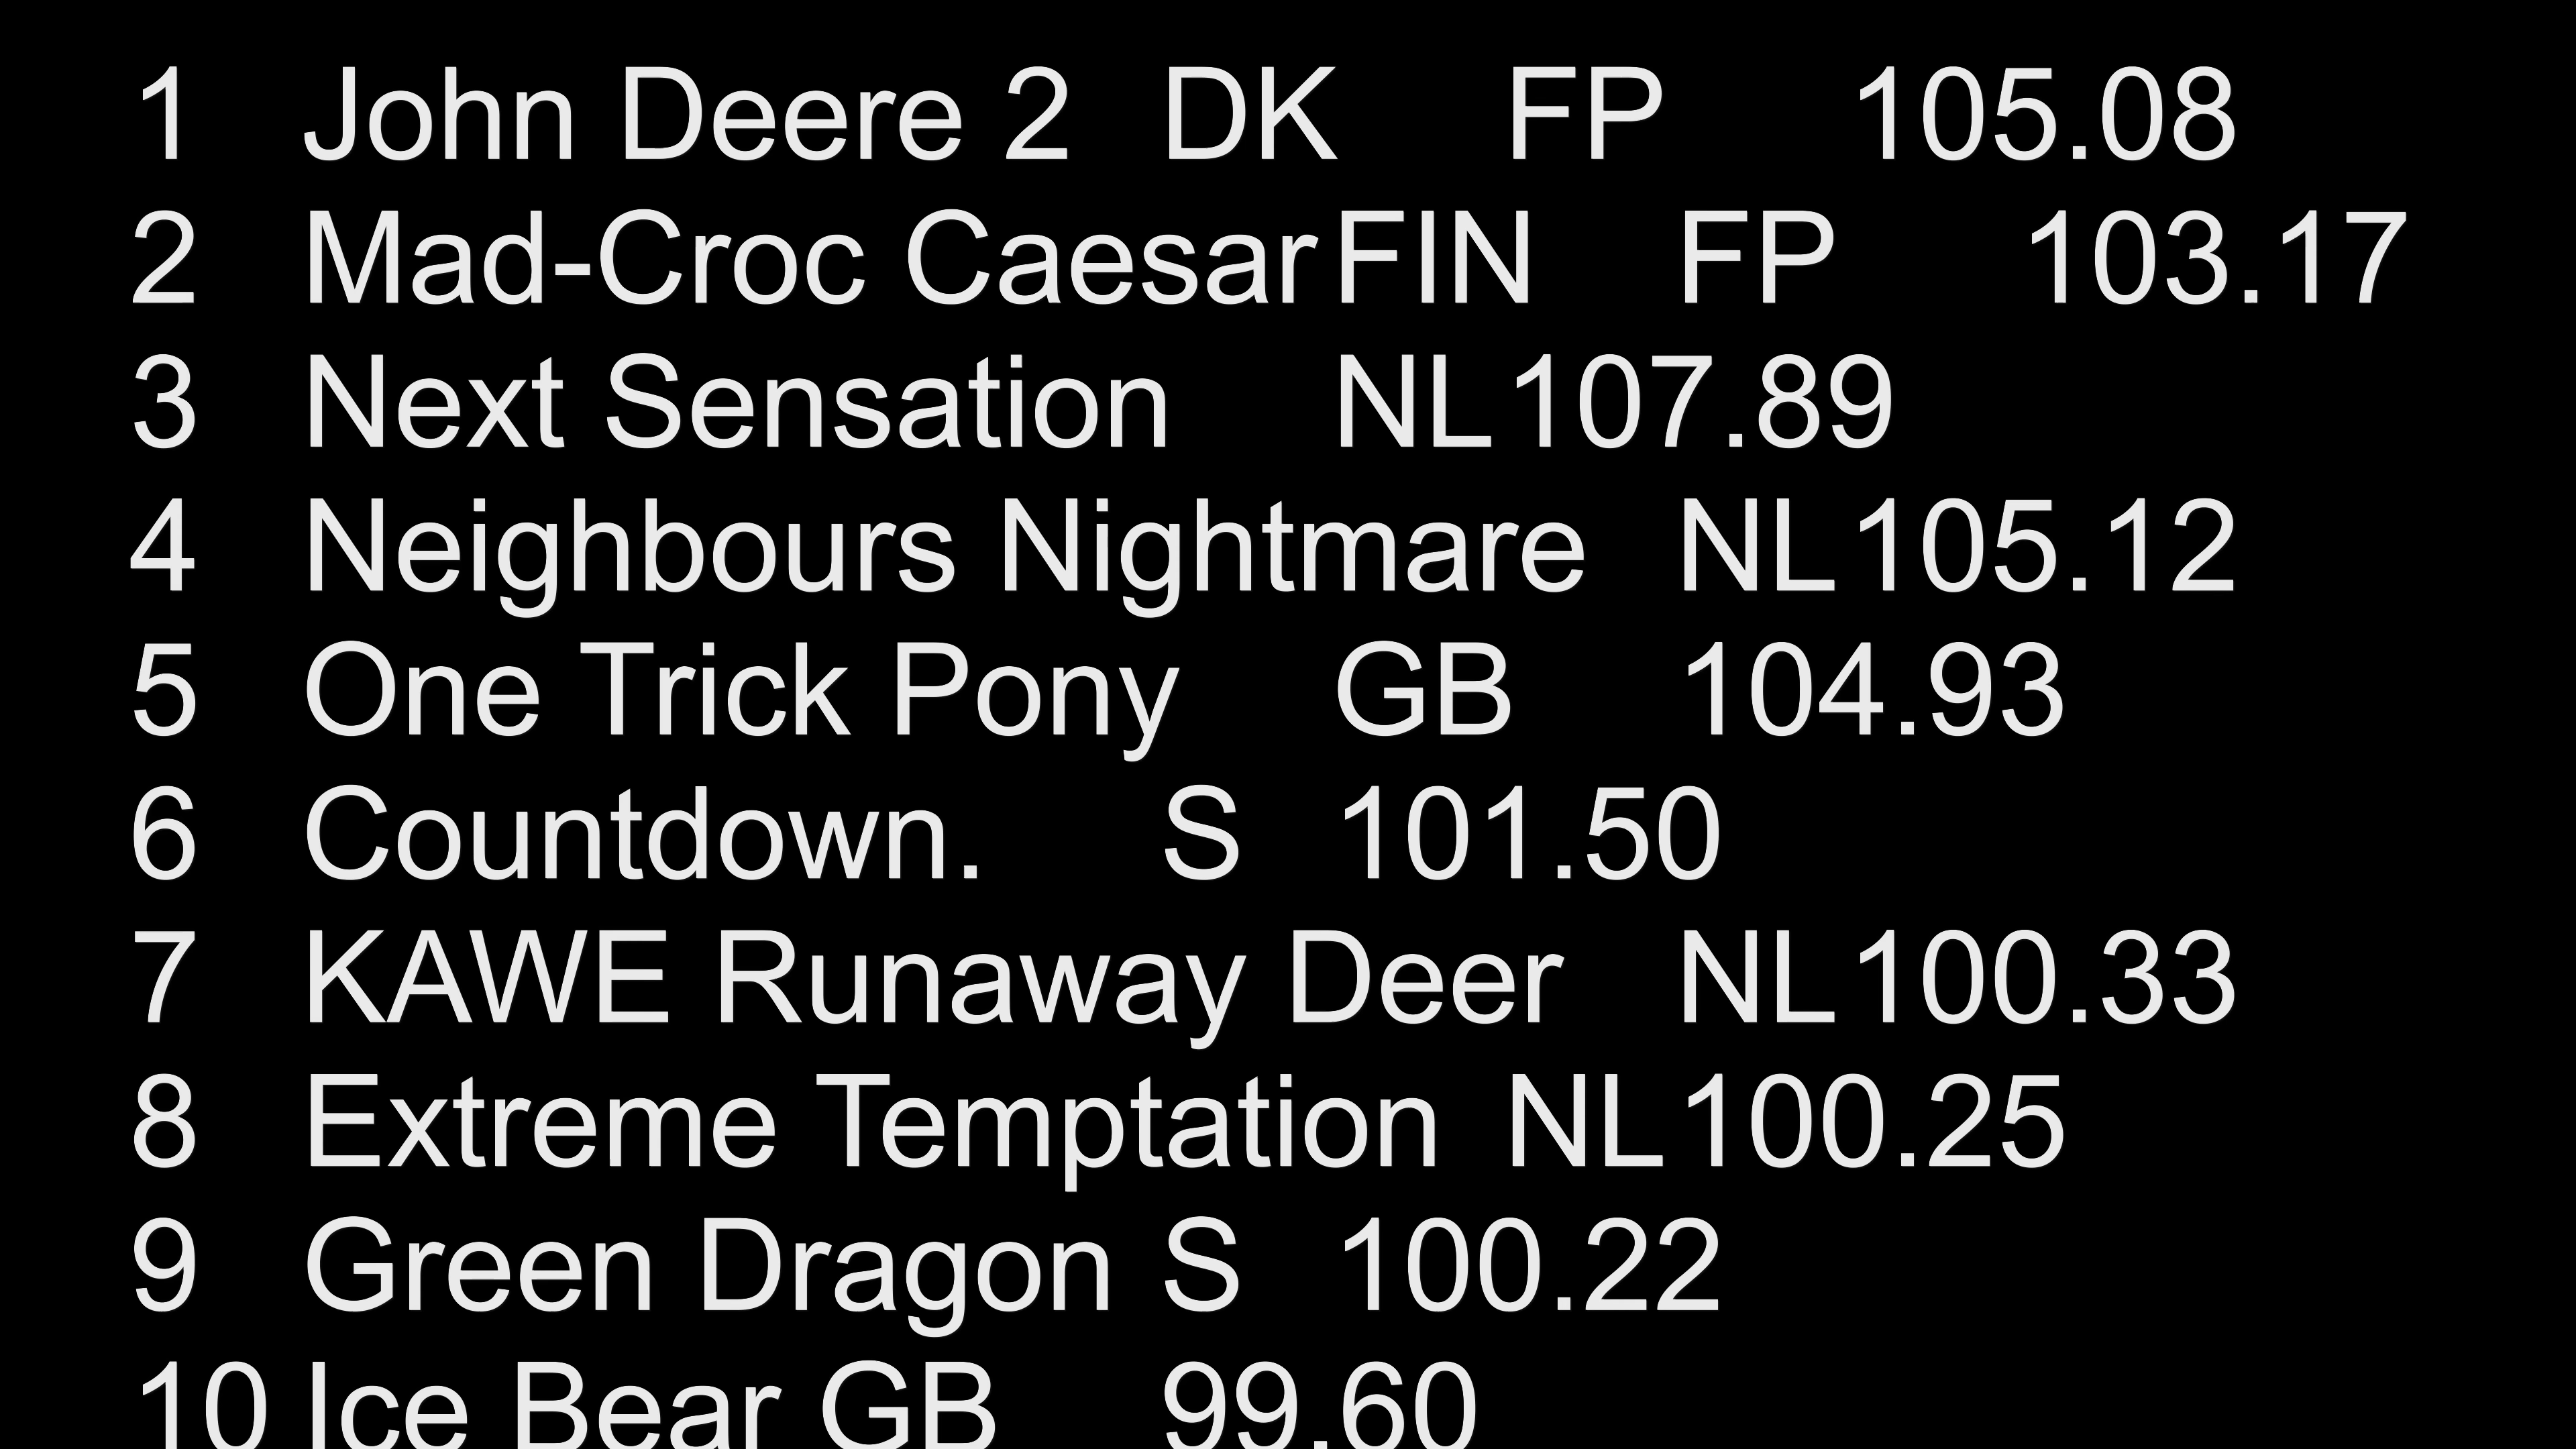 1 John Deere 2 DK FP 105.08
2 Mad-Croc Caesar FIN FP 103.17
3 Next Sensation NL 107.89
4 Neighbours Nightmare NL 105.12
5 One Trick Pony GB 104.93
6 Countdown. S 101.50
7 KAWE Runaway Deer NL 100.33
8 Extreme Temptation NL 100.25
9 Green Dragon S 100.22
10 Ice Bear GB 99.60